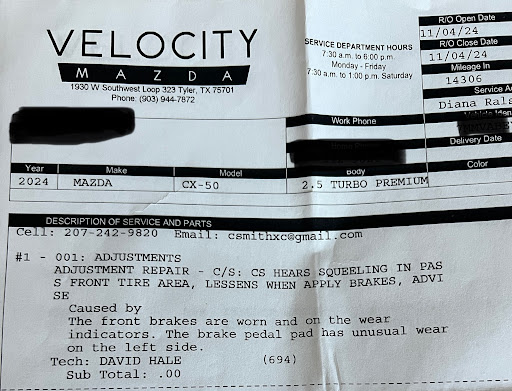 VELOCITY
MAZDA
1930 W Southwest Loop 323 Tyler, TX 75701
Phone: (903) 944-7872
SERVICE DEPARTMENT HOURS
7:30 a.m. to 6:00 p.m.
Monday - Friday
7:30 a.m. to 1:00 p.m. Saturday
R/O Open Date
11/04/24
R/O Close Date
11/04/24
Mileage In
14306
Service
Diana
Work Phone
Delivery Date
Year Make Model Body Color
2024 MAZDA CX-50 2.5 TURBO PREMIUM
DESCRIPTION OF SERVICE AND PARTS
Cell: 207-242-9820 Email: csmithxc@gmail.com
#1 - 001: ADJUSTMENTS
ADJUSTMENT REPAIR - C/S: CS HEARS SQUEELING IN PAS
S FRONT TIRE AREA, LESSENS WHEN APPLY BRAKES, ADVI
SE
Caused by
The front brakes are worn and on the wear
indicators. The brake pedal pad has unusual wear
on the left side.
Tech: DAVID HALE (694)
Sub Total: .00